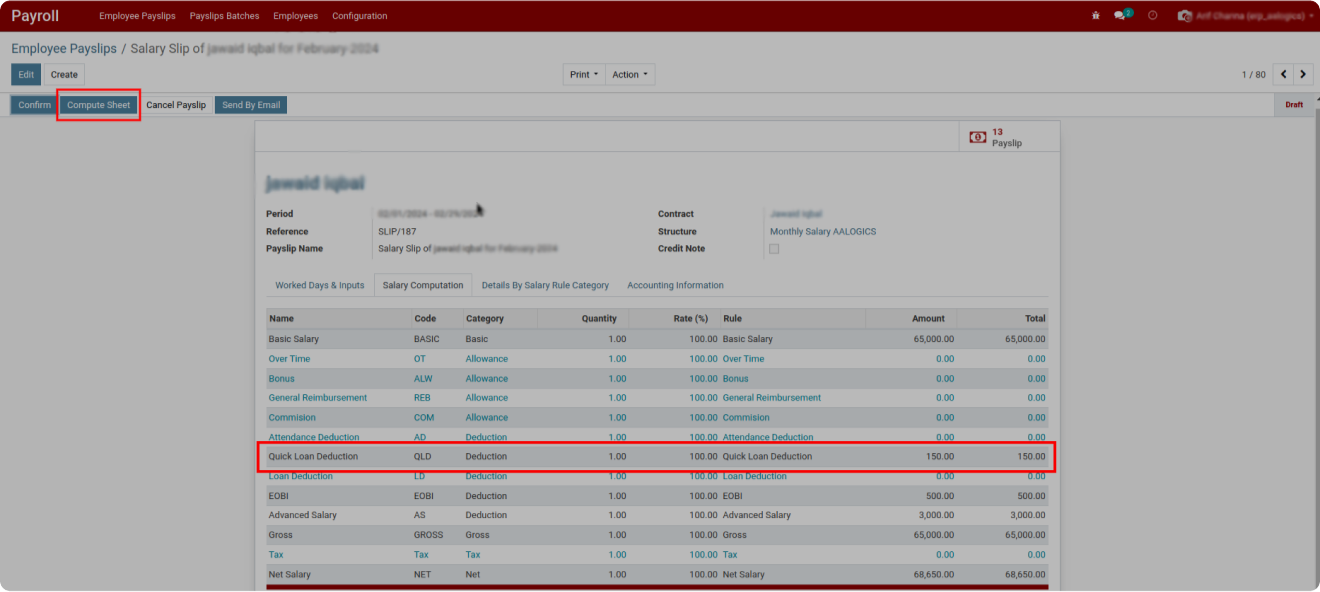 Payroll Employee Payslips Payslips Batches Employees Configuration 2
Employee Payslips / Salary Slip of
Edit Create Print Action 1 / 80
Confirm Compute Sheet Cancel Payslip Send By Email Draft
13
Payslip
Period Contract
Reference SLIP/187 Structure Monthly Salary AALOGICS
Payslip Name Salary Slip of Credit Note
Worked Days & Inputs Salary Computation Details By Salary Rule Category Accounting Information
Name Code Category Quantity Rate (%) Rule Amount Total
Basic Salary BASIC Basic 1.00 100.00 Basic Salary 65,000.00 65,000.00
Over Time OT Allowance 1.00 100.00 Over Time 0.00 0.00
Bonus ALW Allowance 1.00 100.00 Bonus 0.00 0.00
General Reimbursement REB Allowance 1.00 100.00 General Reimbursement 0.00 0.00
Commision COM Allowance 1.00 100.00 Commision 0.00 0.00
Attendance Deduction AD Deduction 1.00 100.00 Attendance Deduction 0.00 0.00
Quick Loan Deduction QLD Deduction 1.00 100.00 Quick Loan Deduction 150.00 150.00
Loan Deduction LD Deduction 1.00 100.00 Loan Deduction 0.00 0.00
EOBI EOBI Deduction 1.00 100.00 EOBI 500.00 500.00
Advanced Salary AS Deduction 1.00 100.00 Advanced Salary 3,000.00 3,000.00
Gross GROSS Gross 1.00 100.00 Gross 65,000.00 65,000.00
Tax Tax Tax 1.00 100.00 Tax 0.00 0.00
Net Salary NET Net 1.00 100.00 Net Salary 68,650.00 68,650.00